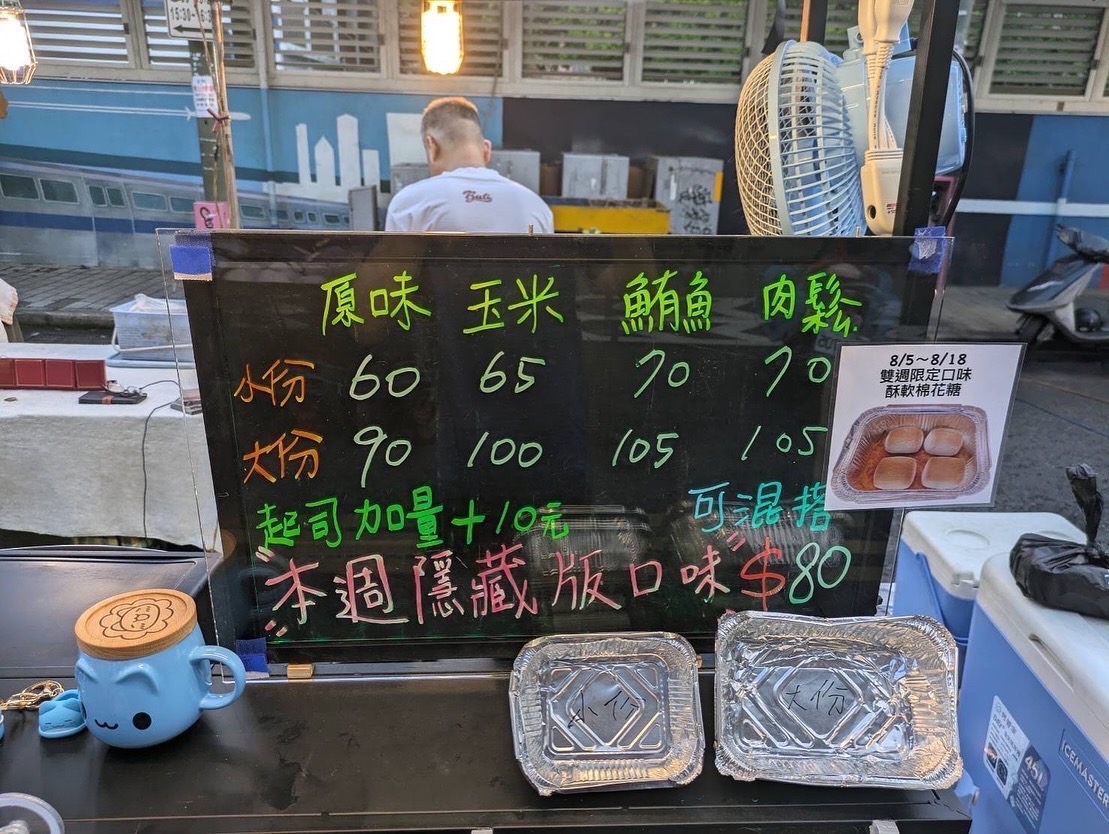 15:30-
原味 玉米 鮪魚 肉鬆
小份 60 65 70 70
大份 90 100 105 105
起司加量+10元 可混搭
本週隱藏版口味 $80
8/5~8/18
雙週限定口味
酥軟棉花糖
小份
大份
ICEMASTER